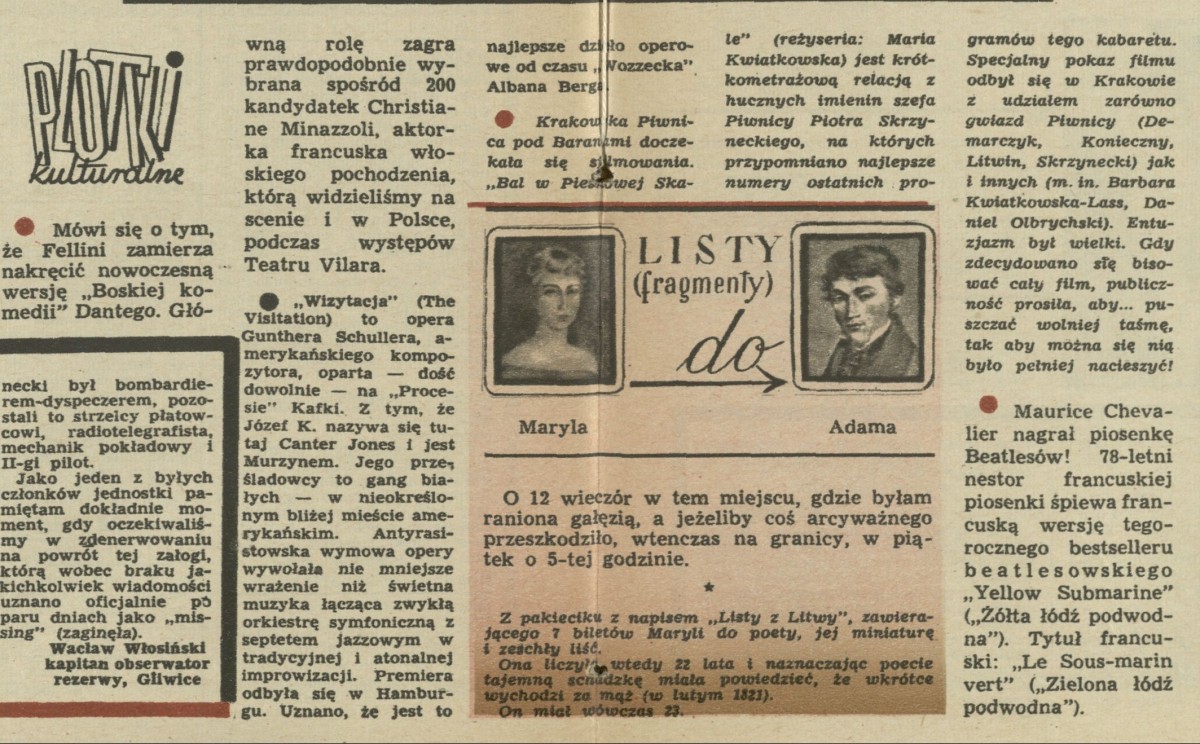 PLOTKI
kulturalne
Mówi się o tym,
że Fellini zamierza
nakręcić nowoczesną
wersję „Boskiej ko-
medii” Dantego. Głó-
wną rolę zagra
prawdopodobnie wy-
brana spośród 200
kandydatek Christia-
ne Minazzoli, aktor-
ka francuska wło-
skiego pochodzenia,
którą widzieliśmy na
scenie i w Polsce,
podczas występów
Teatru Vilara.
„Wizytacja” (The
Visitation) to opera
Gunthera Schullera, a-
merykańskiego kompo-
zytora, oparta — dość
dowolnie — na „Proce-
sie” Kafki. Z tym, że
Józef K. nazywa się tu-
taj Canter Jones i jest
Murzynem. Jego prze-
śladowcy to gang bia-
łych — w nieokreślo-
nym bliżej mieście ame-
rykańskim. Antyrasi-
stowska wymowa opery
wywołała nie mniejsze
wrażenie niż świetna
muzyka łącząca zwykłą
orkiestrę symfoniczną z
septetem jazzowym w
tradycyjnej i atonalnej
improwizacji. Premiera
odbyła się w Hambur-
gu. Uznano, że jest to
najlepsze dzieło opero-
we od czasu „Wozzecka”
Albana Berga.
Krakowska Piwni-
ca pod Baranami docze-
kała się sfilmowania.
„Bal w Pieskowej Ska-
le” (reżyseria: Maria
Kwiatkowska) jest krót-
kometrażową relacją z
hucznych imienin szefa
Piwnicy Piotra Skrzy-
neckiego, na których
przypomniano najlepsze
numery ostatnich pro-
gramów tego kabaretu.
Specjalny pokaz filmu
odbył się w Krakowie
z udziałem zarówno
gwiazd Piwnicy (De-
marczyk, Konieczny,
Litwin, Skrzynecki) jak
i innych (m. in. Barbara
Kwiatkowska-Lass, Da-
niel Olbrychski). Entu-
zjazm był wielki. Gdy
zdecydowano się biso-
wać cały film, publicz-
ność prosiła, aby... pu-
szczać wolniej taśmę,
tak aby można się nią
było pełniej nacieszyć!
Maurice Cheva-
lier nagrał piosenkę
Beatlesów! 78-letni
nestor francuskiej
piosenki śpiewa fran-
cuską wersję tego-
rocznego bestselleru
beatlesowskiego
„Yellow Submarine”
(„Żółta łódź podwod-
na”). Tytuł francu-
ski: „Le Sous-marin
vert” („Zielona łódź
podwodna”).
necki był bombardie-
rem-dyspeczerem, pozo-
stali to strzelcy płatow-
cowi, radiotelegrafista,
mechanik pokładowy i
II-gi pilot.
Jako jeden z byłych
członków jednostki pa-
miętam dokładnie mo-
ment, gdy oczekiwaliś-
my w zdenerwowaniu
na powrót tej załogi,
którą wobec braku ja-
kichkolwiek wiadomości
uznano oficjalnie po
paru dniach jako „mis-
sing” (zaginęła).
Wacław Włosiński
kapitan obserwator
rezerwy, Gliwice
LISTY
(fragmenty)
do
Maryla
Adama
O 12 wieczór w tem miejscu, gdzie byłam
raniona gałęzią, a jeżeliby coś arcyważnego
przeszkodziło, wtenczas na granicy, w pią-
tek o 5-tej godzinie.
★
Z pakieciku z napisem „Listy z Litwy”, zawiera-
jącego 7 biletów Maryli do poety, jej miniaturę
i zeschły liść.
Ona liczyła wtedy 22 lata i naznaczając poecie
tajemną schadzkę miała powiedzieć, że wkrótce
wychodzi za mąż (w lutym 1821).
On miał wówczas 23.